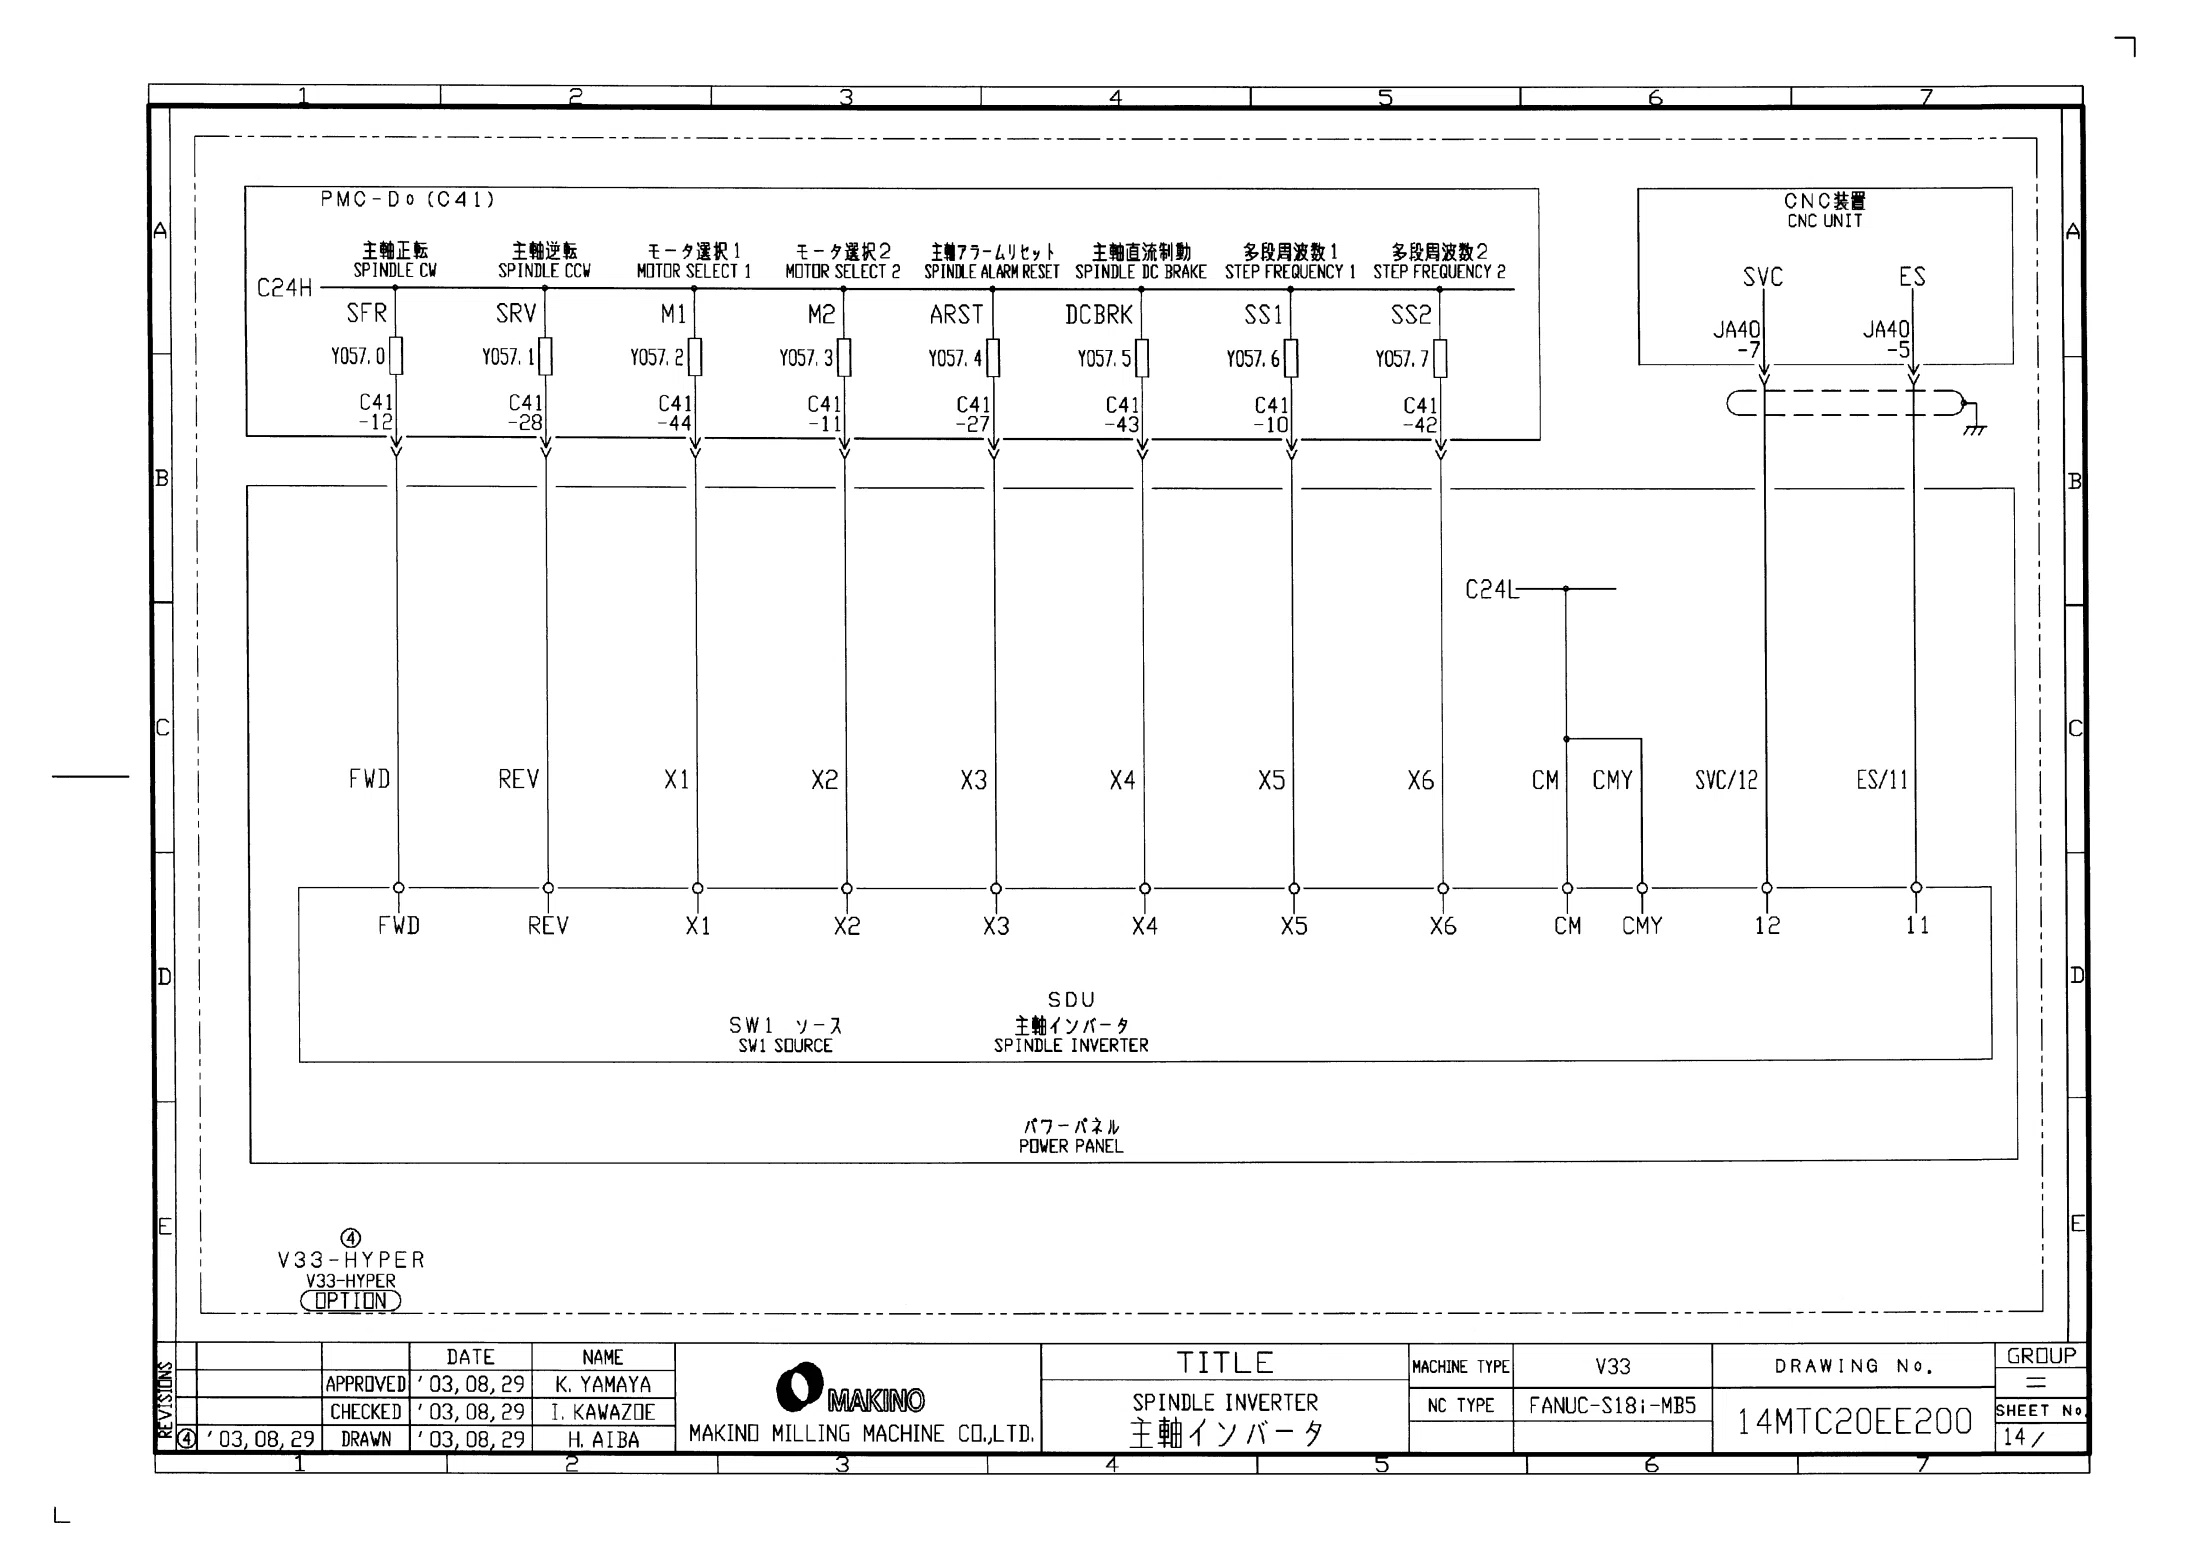 1 2 3 4 5 6 7
PMC-Do (C41)
CNC装置
CNC UNIT
A
A
主軸正転 主軸逆転 モータ選択1 モータ選択2 主軸アラームリセット 主軸直流制動 多段周波数1 多段周波数2
SPINDLE CW SPINDLE CCW MOTOR SELECT 1 MOTOR SELECT 2 SPINDLE ALARM RESET SPINDLE DC BRAKE STEP FREQUENCY 1 STEP FREQUENCY 2
SVC ES
C24H
SFR SRV M1 M2 ARST DCBRK SS1 SS2
JA40 JA40
-7 -5
Y057.0 Y057.1 Y057.2 Y057.3 Y057.4 Y057.5 Y057.6 Y057.7
C41 C41 C41 C41 C41 C41 C41 C41
-12 -28 -44 -11 -27 -43 -10 -42
B
B
C24L
C
C
FWD REV X1 X2 X3 X4 X5 X6 CM CMY SVC/12 ES/11
FWD REV X1 X2 X3 X4 X5 X6 CM CMY 12 11
D
D
SDU
SW1 ソース 主軸インバータ
SW1 SOURCE SPINDLE INVERTER
パワーパネル
POWER PANEL
E
E
④
V33-HYPER
V33-HYPER
OPTION
REVISIONS
④ '03,08,29
DATE NAME
APPROVED '03,08,29 K. YAMAYA
CHECKED '03,08,29 I. KAWAZOE
DRAWN '03,08,29 H. AIBA
MAKINO
MAKINO MILLING MACHINE CO.,LTD.
TITLE
SPINDLE INVERTER
主軸インバータ
MACHINE TYPE V33
NC TYPE FANUC-S18i-MB5
DRAWING No.
14MTC20EE200
GROUP
=
SHEET No.
14/
1 2 3 4 5 6 7